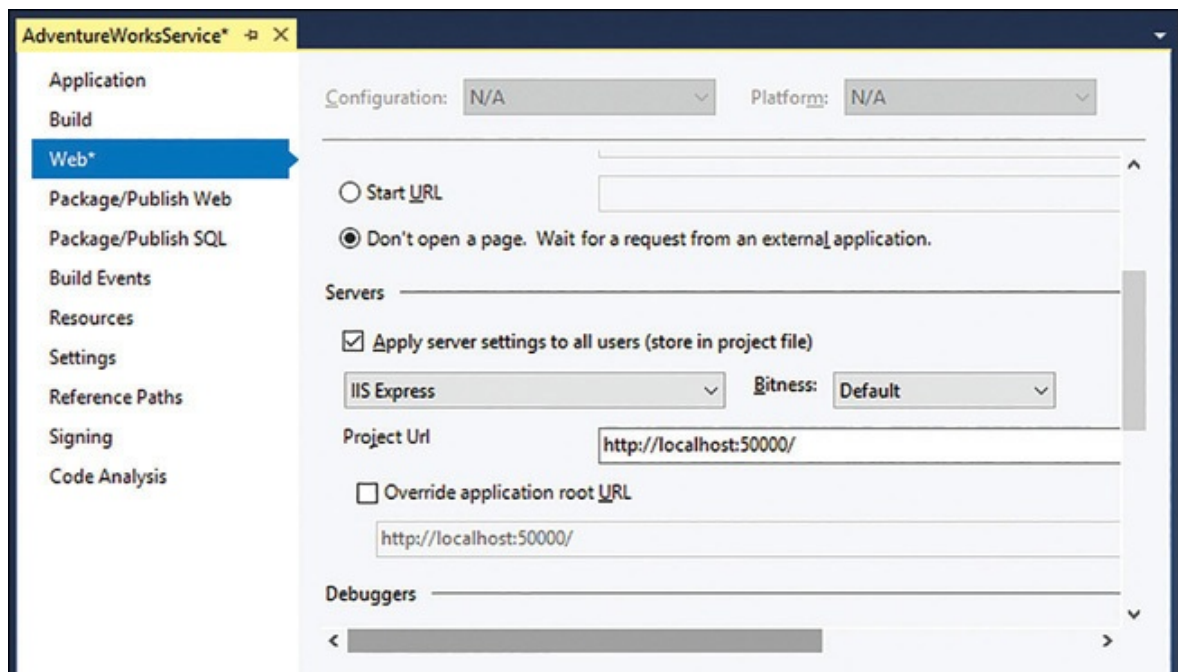 AdventureWorksService*
Application
Build
Web*
Package/Publish Web
Package/Publish SQL
Build Events
Resources
Settings
Reference Paths
Signing
Code Analysis
Configuration: N/A Platform: N/A
Start URL
Don't open a page. Wait for a request from an external application.
Servers
Apply server settings to all users (store in project file)
IIS Express Bitness: Default
Project Url http://localhost:50000/
Override application root URL
http://localhost:50000/
Debuggers